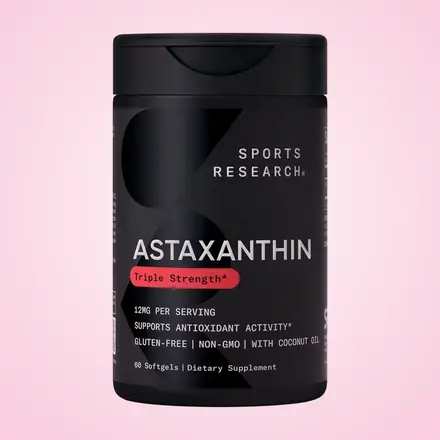 SPORTS
RESEARCH®
ASTAXANTHIN
Triple Strength^
12MG PER SERVING
SUPPORTS ANTIOXIDANT ACTIVITY*
GLUTEN-FREE | NON-GMO | WITH COCONUT OIL
60 Softgels | Dietary Supplement